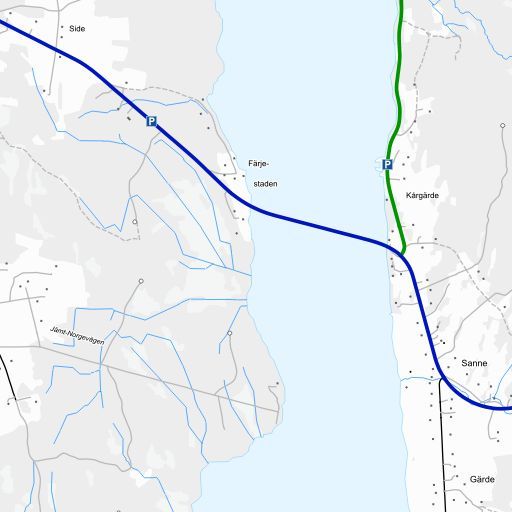 Side
P
Färje-
staden
P
Kårgärde
Jämt-Norgevägen
Sanne
Gärde